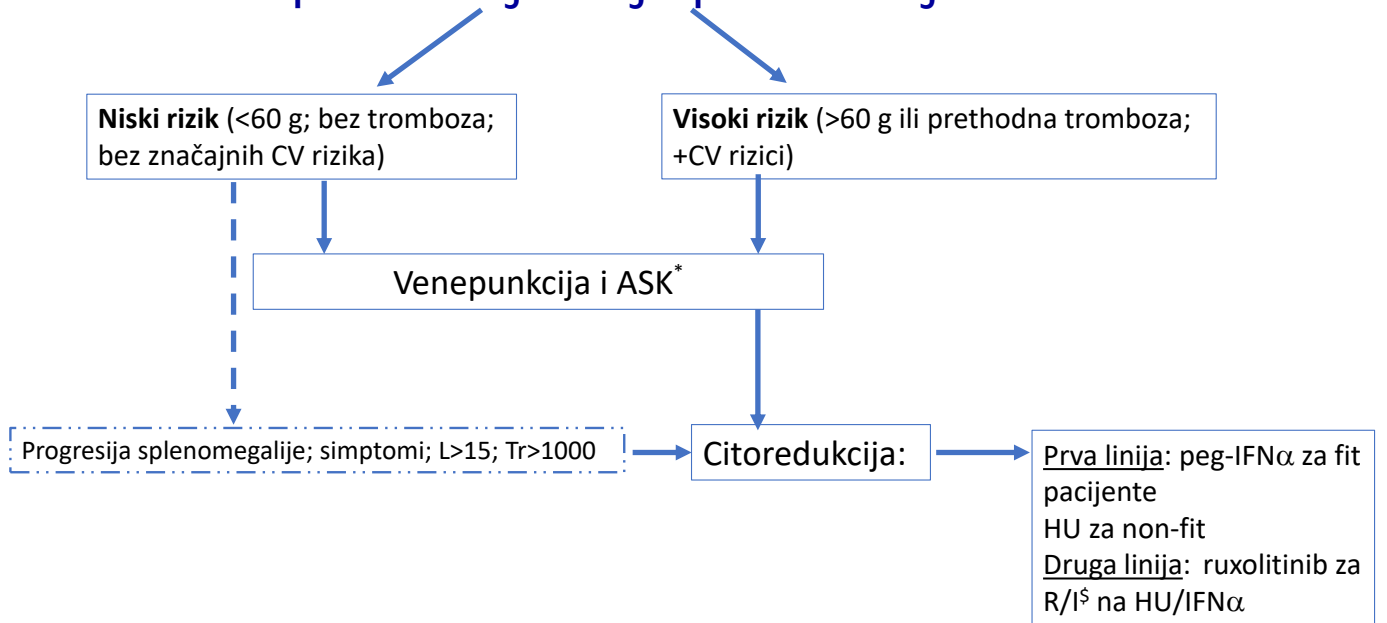 Niski rizik (<60 g; bez tromboza;
bez značajnih CV rizika)
Visoki rizik (>60 g ili prethodna tromboza;
+CV rizici)
Venepunkcija i ASK*
Progresija splenomegalije; simptomi; L>15; Tr>1000
Citoredukcija:
Prva linija: peg-IFNα za fit
pacijente
HU za non-fit
Druga linija: ruxolitinib za
R/I$ na HU/IFNα